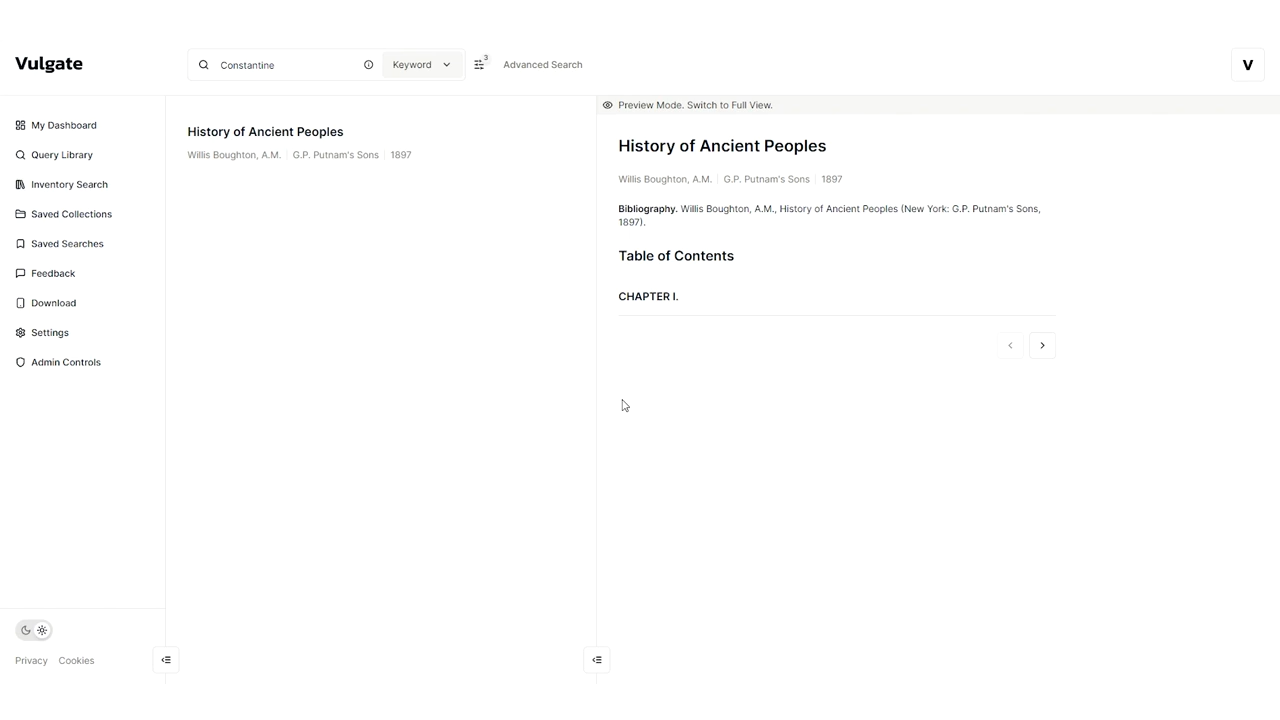 Vulgate
Constantine
Keyword
3
Advanced Search
V
My Dashboard
Query Library
Inventory Search
Saved Collections
Saved Searches
Feedback
Download
Settings
Admin Controls
Privacy Cookies
History of Ancient Peoples
Willis Boughton, A.M. G.P. Putnam's Sons 1897
Preview Mode. Switch to Full View.
History of Ancient Peoples
Willis Boughton, A.M. G.P. Putnam's Sons 1897
Bibliography. Willis Boughton, A.M., History of Ancient Peoples (New York: G.P. Putnam's Sons,
1897).
Table of Contents
CHAPTER I.